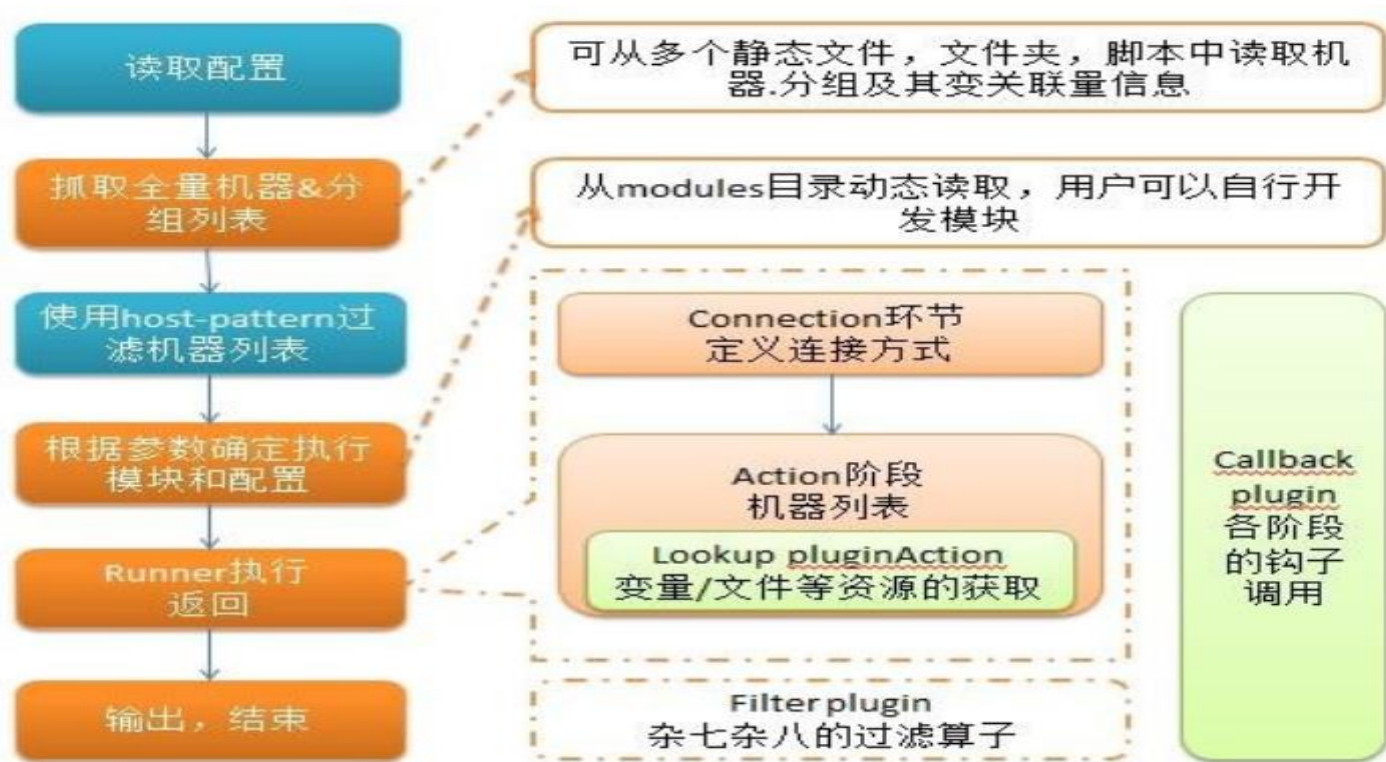 读取配置
抓取全量机器&分
组列表
使用host-pattern过
滤机器列表
根据参数确定执行
模块和配置
Runner执行
返回
输出，结束
可从多个静态文件，文件夹，脚本中读取机
器.分组及其变关联量信息
从modules目录动态读取，用户可以自行开
发模块
Connection环节
定义连接方式
Action阶段
机器列表
Lookup pluginAction
变量/文件等资源的获取
Filter plugin
杂七杂八的过滤算子
Callback
plugin
各阶段
的钩子
调用